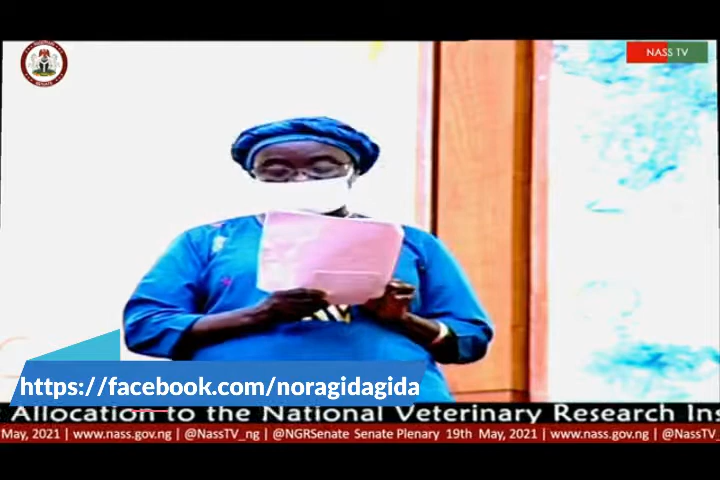 NASS TV
https://facebook.com/noragidagida
Allocation to the National Veterinary Research Ins
May, 2021 | www.nass.gov.ng | @NassTV_ng | @NGRSenate Senate Plenary 19th May, 2021 | www.nass.gov.ng | @NassTV_